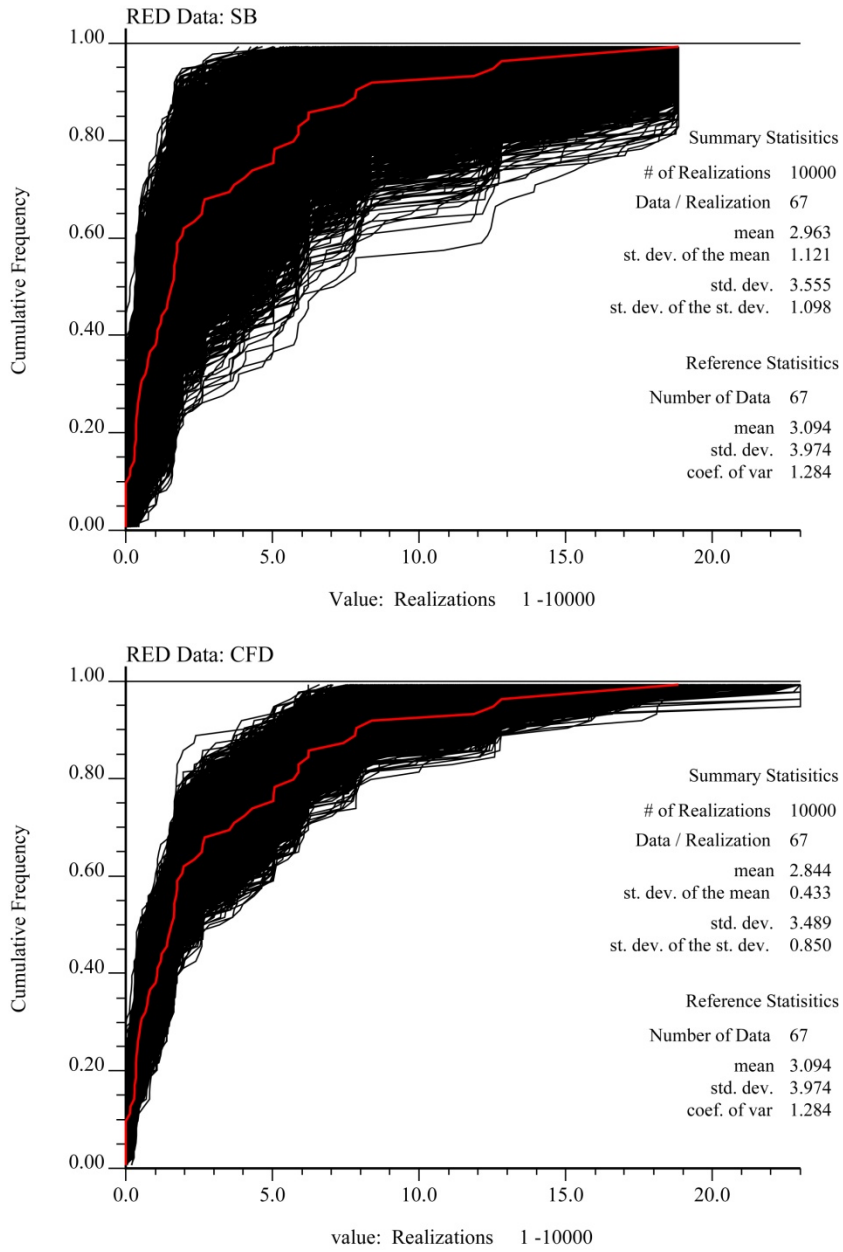 RED Data: SB
Cumulative Frequency
1.00
0.80
0.60
0.40
0.20
0.00
0.0 5.0 10.0 15.0 20.0
Value: Realizations 1 -10000
Summary Statisitics
# of Realizations 10000
Data / Realization 67
mean 2.963
st. dev. of the mean 1.121
std. dev. 3.555
st. dev. of the st. dev. 1.098
Reference Statisitics
Number of Data 67
mean 3.094
std. dev. 3.974
coef. of var 1.284
RED Data: CFD
Cumulative Frequency
1.00
0.80
0.60
0.40
0.20
0.00
0.0 5.0 10.0 15.0 20.0
value: Realizations 1 -10000
Summary Statisitics
# of Realizations 10000
Data / Realization 67
mean 2.844
st. dev. of the mean 0.433
std. dev. 3.489
st. dev. of the st. dev. 0.850
Reference Statisitics
Number of Data 67
mean 3.094
std. dev. 3.974
coef. of var 1.284